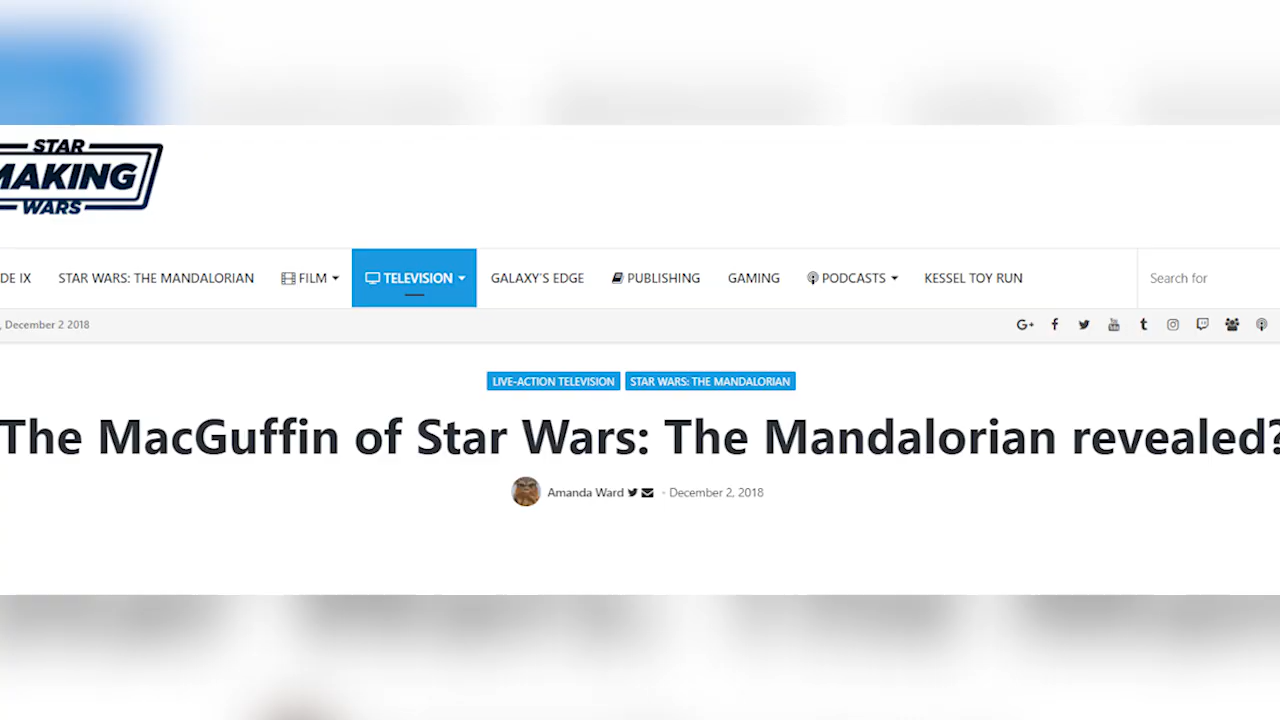 STAR
MAKING
WARS
DE IX STAR WARS: THE MANDALORIAN FILM TELEVISION GALAXY'S EDGE PUBLISHING GAMING PODCASTS KESSEL TOY RUN Search for
, December 2 2018
LIVE-ACTION TELEVISION STAR WARS: THE MANDALORIAN
The MacGuffin of Star Wars: The Mandalorian revealed?
Amanda Ward - December 2, 2018